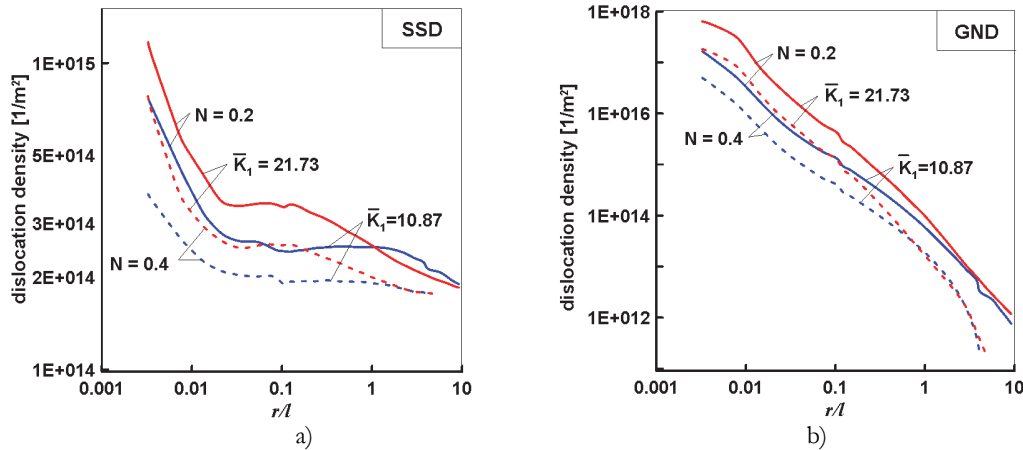 SSD
dislocation density [1/m²]
1E+015
5E+014
3E+014
2E+014
1E+014
N = 0.2
K̅₁ = 21.73
K̅₁=10.87
N = 0.4
0.001
0.01
0.1
1
10
r/l
a)
GND
dislocation density [1/m²]
1E+018
1E+016
1E+014
1E+012
N = 0.2
K̅₁ = 21.73
N = 0.4
K̅₁=10.87
0.001
0.01
0.1
1
10
r/l
b)